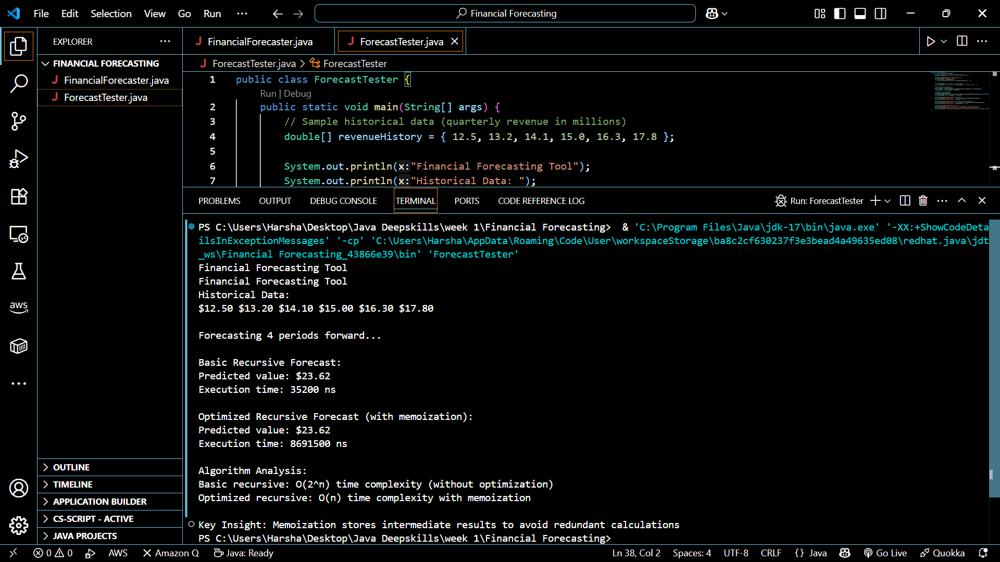 File Edit Selection View Go Run ··· Financial Forecasting
EXPLORER ···
FINANCIAL FORECASTING
J FinancialForecaster.java
J ForecastTester.java
aws
OUTLINE
TIMELINE
APPLICATION BUILDER
CS-SCRIPT - ACTIVE
JAVA PROJECTS
J FinancialForecaster.java J ForecastTester.java
J ForecastTester.java > ForecastTester
1 public class ForecastTester {
Run | Debug
2 public static void main(String[] args) {
3 // Sample historical data (quarterly revenue in millions)
4 double[] revenueHistory = { 12.5, 13.2, 14.1, 15.0, 16.3, 17.8 };
5
6 System.out.println(x:"Financial Forecasting Tool");
7 System.out.println(x:"Historical Data: ");
PROBLEMS OUTPUT DEBUG CONSOLE TERMINAL PORTS CODE REFERENCE LOG Run: ForecastTester
PS C:\Users\Harsha\Desktop\Java Deepskills\week 1\Financial Forecasting>  & 'C:\Program Files\Java\jdk-17\bin\java.exe' '-XX:+ShowCodeDeta
ilsInExceptionMessages' '-cp' 'C:\Users\Harsha\AppData\Roaming\Code\User\workspaceStorage\ba8c2cf630237f3e3bead4a49635ed08\redhat.java\jdt
_ws\Financial Forecasting_43866e39\bin' 'ForecastTester'
Financial Forecasting Tool
Financial Forecasting Tool
Historical Data:
$12.50 $13.20 $14.10 $15.00 $16.30 $17.80
Forecasting 4 periods forward...
Basic Recursive Forecast:
Predicted value: $23.62
Execution time: 35200 ns
Optimized Recursive Forecast (with memoization):
Predicted value: $23.62
Execution time: 8691500 ns
Algorithm Analysis:
Basic recursive: O(2^n) time complexity (without optimization)
Optimized recursive: O(n) time complexity with memoization
Key Insight: Memoization stores intermediate results to avoid redundant calculations
PS C:\Users\Harsha\Desktop\Java Deepskills\week 1\Financial Forecasting>
0 0 AWS Amazon Q Java: Ready Ln 38, Col 2 Spaces: 4 UTF-8 CRLF {} Java Go Live Quokka